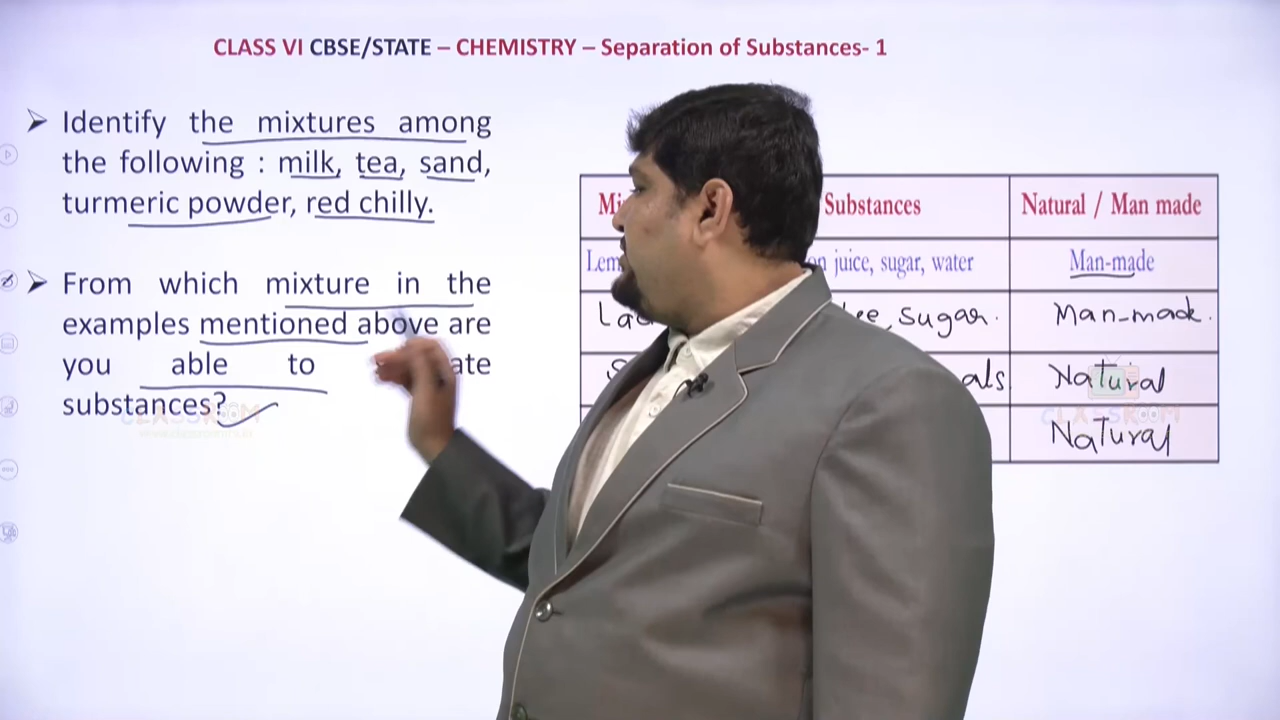 CLASS VI CBSE/STATE – CHEMISTRY – Separation of Substances- 1
Identify the mixtures among
the following : milk, tea, sand,
turmeric powder, red chilly.
From which mixture in the
examples mentioned above are
you able to
substances?
Substances Natural / Man made
juice, sugar, water Man-made
sugar. Man-made.
Natural
Natural
CLASSROOM
CLASSROOM